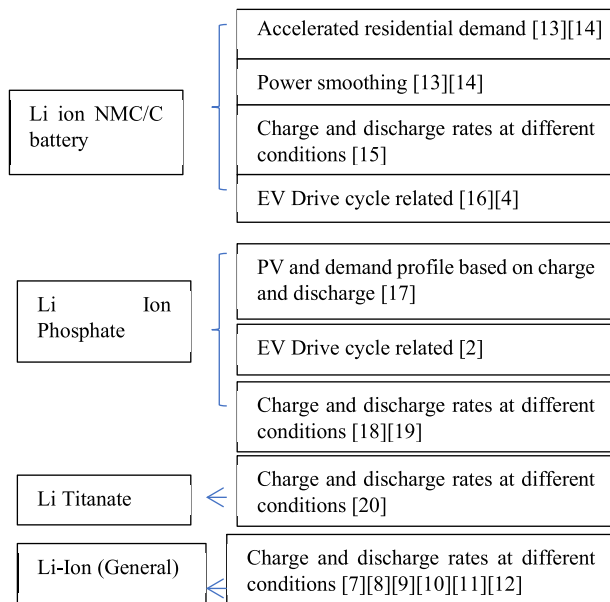 Accelerated residential demand [13][14]
Power smoothing [13][14]
Li ion NMC/C
battery
Charge and discharge rates at different
conditions [15]
EV Drive cycle related [16][4]
PV and demand profile based on charge
and discharge [17]
Li Ion
Phosphate
EV Drive cycle related [2]
Charge and discharge rates at different
conditions [18][19]
Li Titanate
Charge and discharge rates at different
conditions [20]
Li-Ion (General)
Charge and discharge rates at different
conditions [7][8][9][10][11][12]